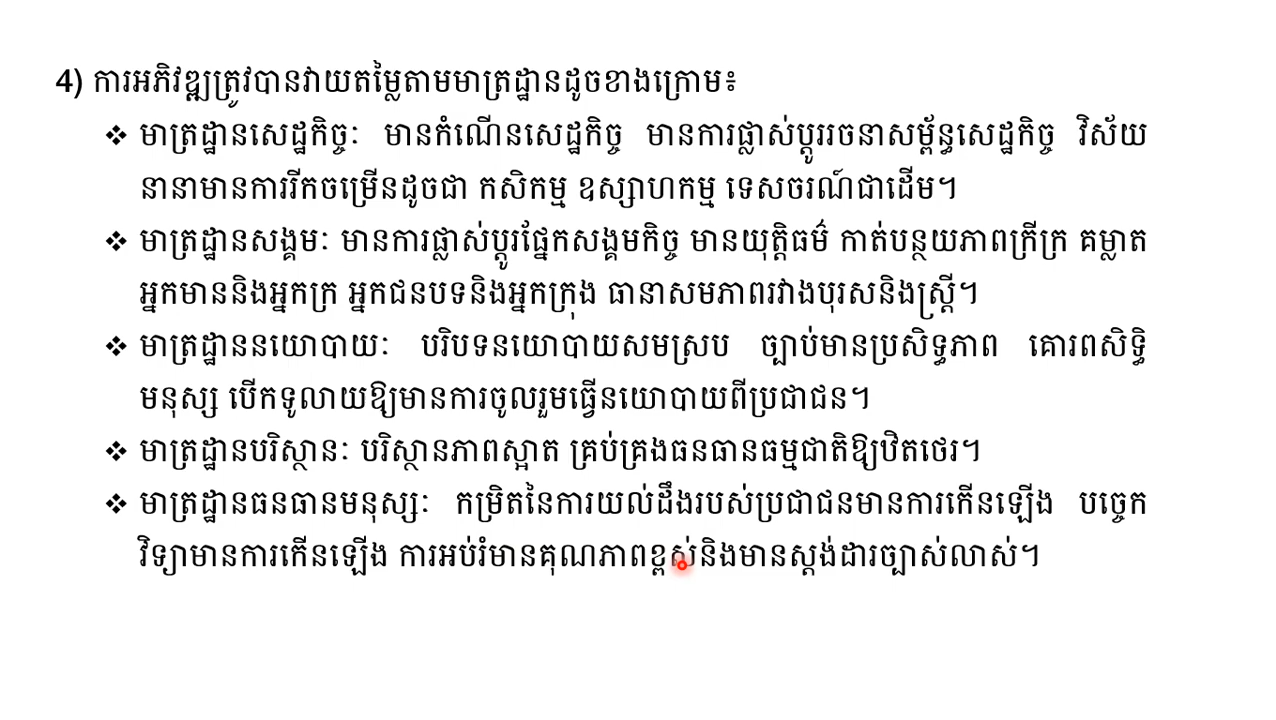 4) ការអភិវឌ្ឍត្រូវបានវាយតម្លៃតាមមាត្រដ្ឋានដូចខាងក្រោម៖
❖ មាត្រដ្ឋានសេដ្ឋកិច្ចៈ មានកំណើនសេដ្ឋកិច្ច មានការផ្លាស់ប្ដូររចនាសម្ព័ន្ធសេដ្ឋកិច្ច វិស័យ
នានាមានការរីកចម្រើនដូចជា កសិកម្ម ឧស្សាហកម្ម ទេសចរណ៍ជាដើម។
❖ មាត្រដ្ឋានសង្គមៈ មានការផ្លាស់ប្ដូរផ្នែកសង្គមកិច្ច មានយុត្តិធម៌ កាត់បន្ថយភាពក្រីក្រ គម្លាត
អ្នកមាននិងអ្នកក្រ អ្នកជនបទនិងអ្នកក្រុង ធានាសមភាពរវាងបុរសនិងស្ត្រី។
❖ មាត្រដ្ឋាននយោបាយៈ បរិបទនយោបាយសមស្រប ច្បាប់មានប្រសិទ្ធភាព គោរពសិទ្ធិ
មនុស្ស បើកទូលាយឱ្យមានការចូលរួមធ្វើនយោបាយពីប្រជាជន។
❖ មាត្រដ្ឋានបរិស្ថានៈ បរិស្ថានភាពស្អាត គ្រប់គ្រងធនធានធម្មជាតិឱ្យឋិតថេរ។
❖ មាត្រដ្ឋានធនធានមនុស្សៈ កម្រិតនៃការយល់ដឹងរបស់ប្រជាជនមានការកើនឡើង បច្ចេក
វិទ្យាមានការកើនឡើង ការអប់រំមានគុណភាពខ្ពស់និងមានស្តង់ដារច្បាស់លាស់។